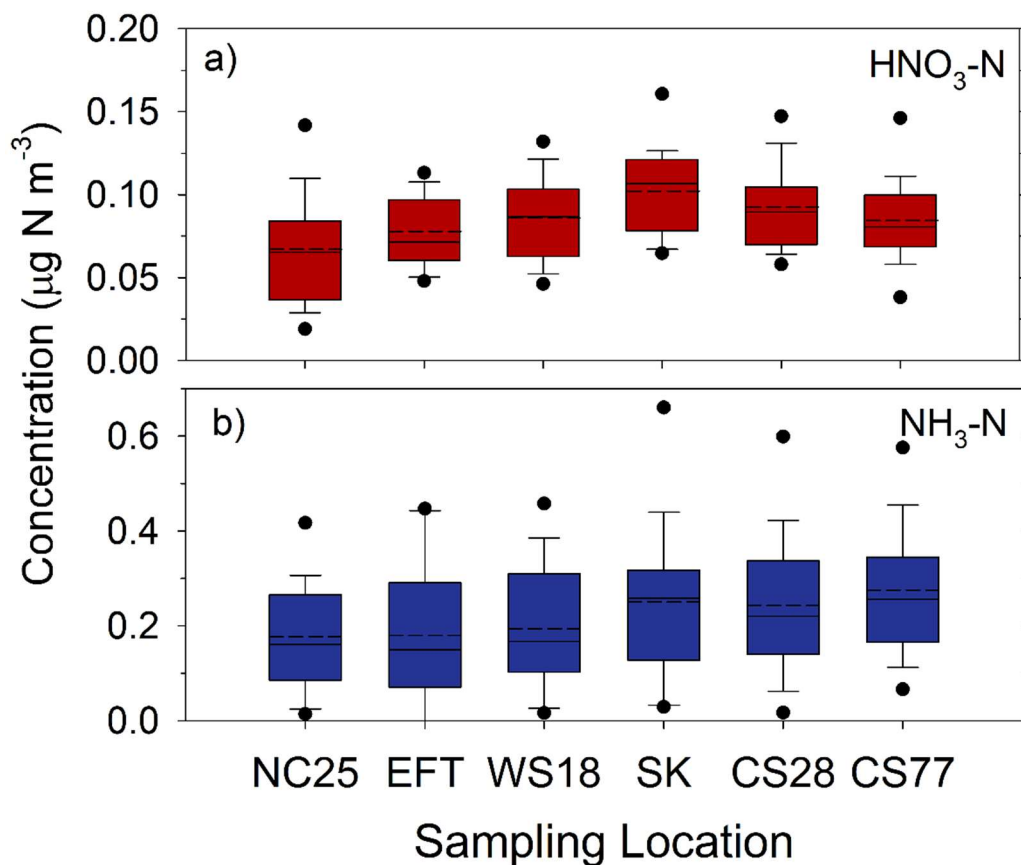 Concentration (μg N m⁻³)
a)
HNO₃-N
0.20
0.15
0.10
0.05
0.00
b)
NH₃-N
0.6
0.4
0.2
0.0
NC25 EFT WS18 SK CS28 CS77
Sampling Location